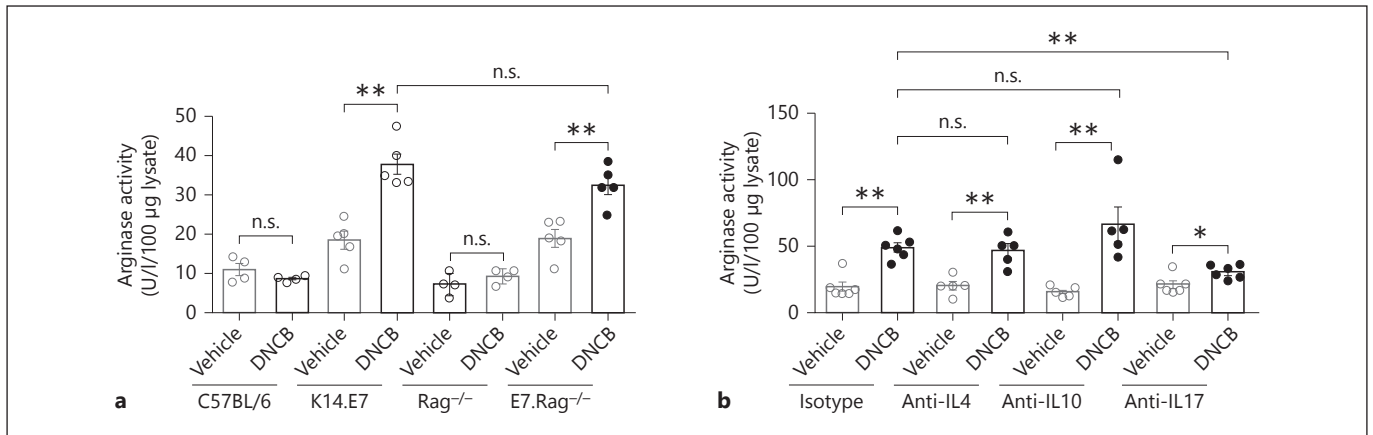 n.s.
**
**
n.s.
n.s.
50
40
30
20
10
0
Arginase activity
(U/l/100 µg lysate)
Vehicle
DNCB
Vehicle
DNCB
Vehicle
DNCB
Vehicle
DNCB
C57BL/6
K14.E7
Rag–/–
E7.Rag–/–
a
**
n.s.
n.s.
**
**
**
*
150
100
50
0
Arginase activity
(U/l/100 µg lysate)
Vehicle
DNCB
Vehicle
DNCB
Vehicle
DNCB
Vehicle
DNCB
Isotype
Anti-IL4
Anti-IL10
Anti-IL17
b